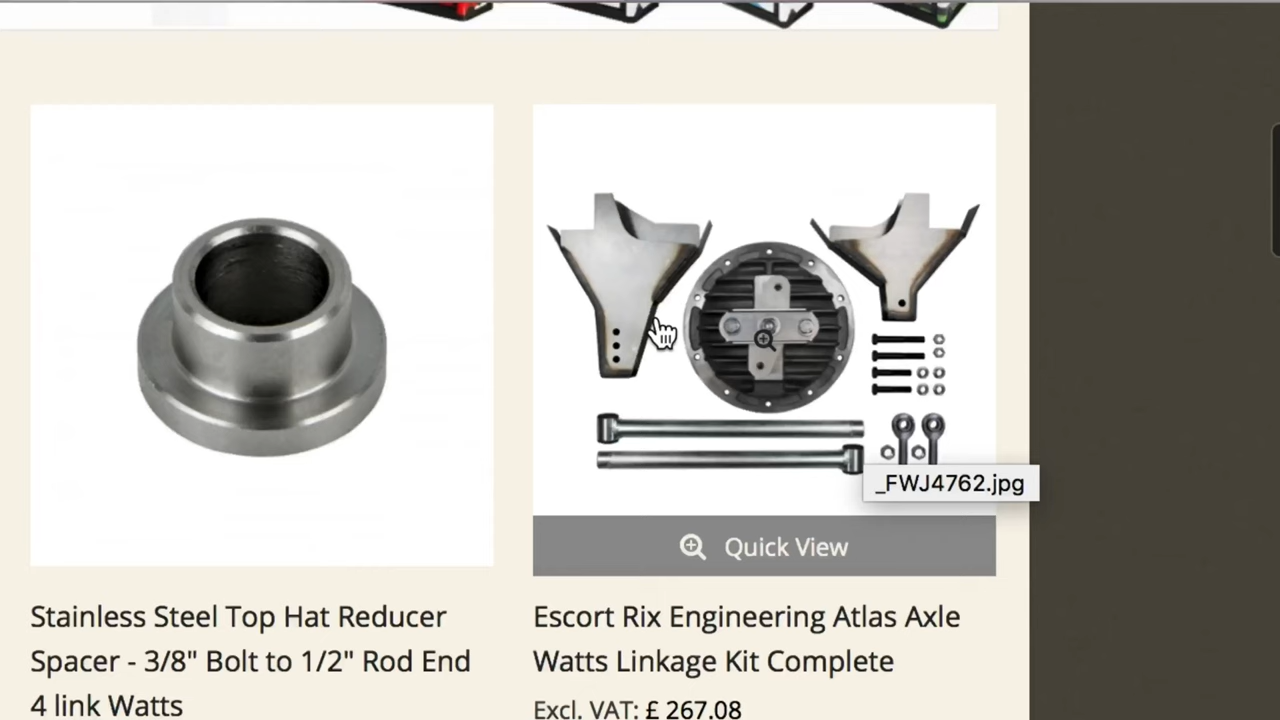 _FWJ4762.jpg
Quick View
Stainless Steel Top Hat Reducer
Spacer - 3/8" Bolt to 1/2" Rod End
4 link Watts
Escort Rix Engineering Atlas Axle
Watts Linkage Kit Complete
Excl. VAT: £ 267.08